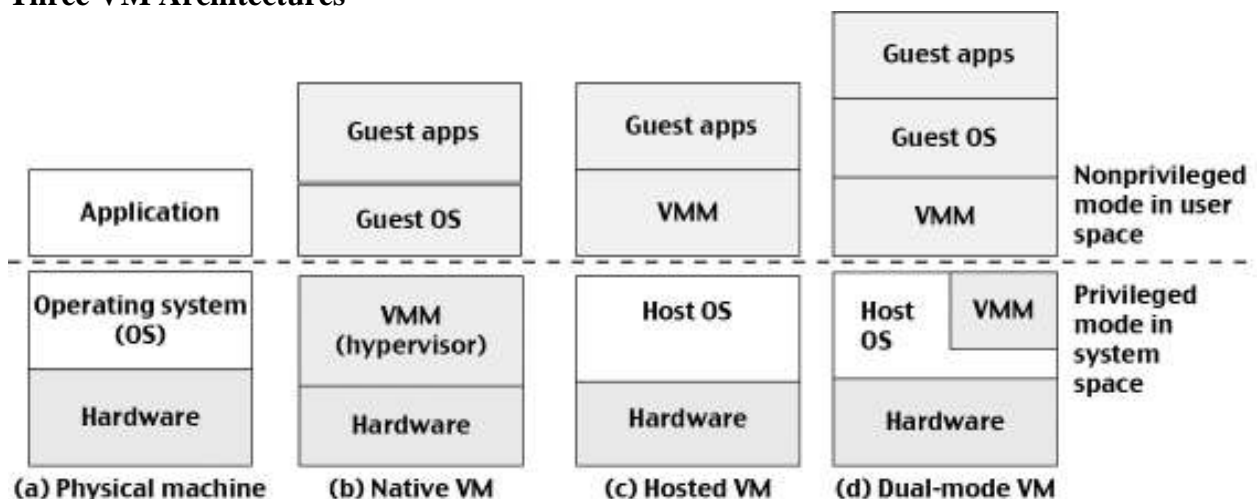 Three VM Architectures
Guest apps
Guest apps
Guest apps
Guest OS
Application
Guest OS
VMM
VMM
Nonprivileged
mode in user
space
Operating system
(OS)
VMM
(hypervisor)
Host OS
Host
OS
VMM
Privileged
mode in
system
space
Hardware
Hardware
Hardware
Hardware
(a) Physical machine
(b) Native VM
(c) Hosted VM
(d) Dual-mode VM